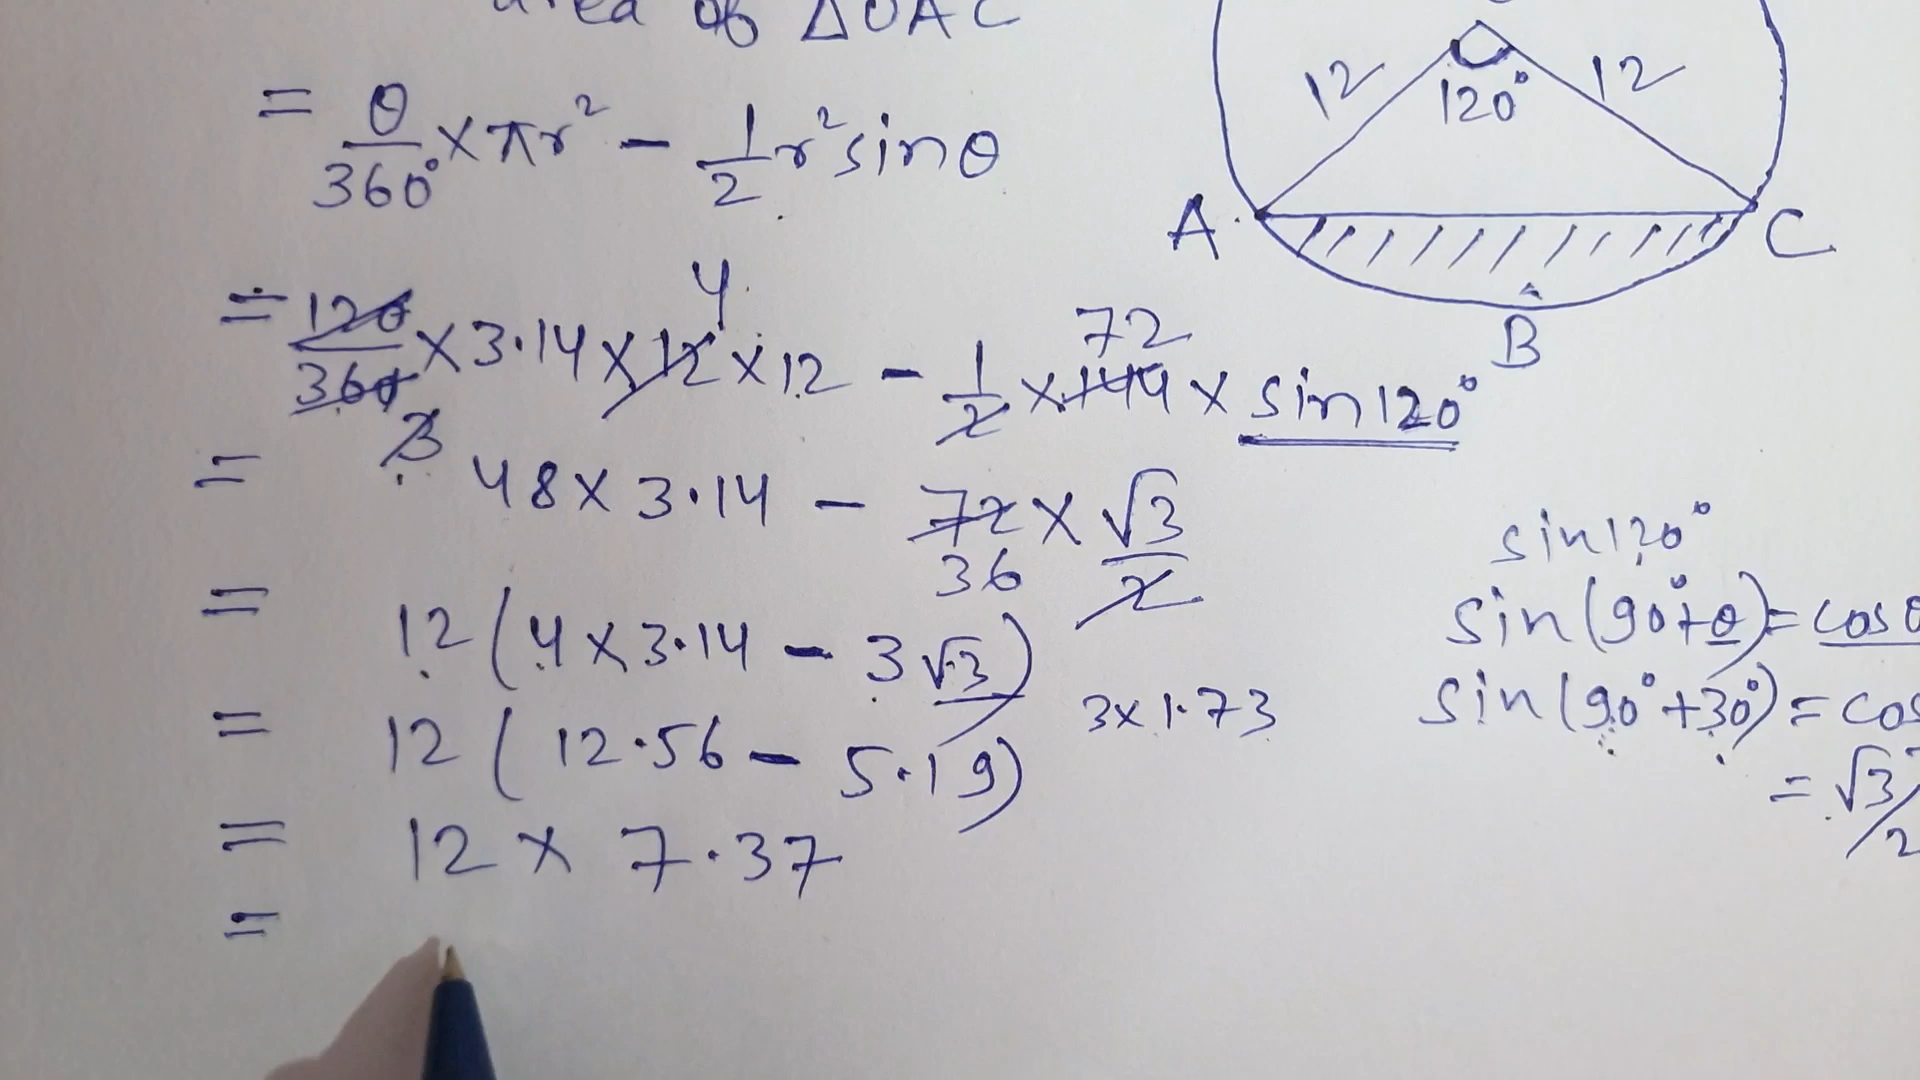 area of △OAC
= θ/360° × πr² − 1/2 r² sinθ
12 12
120°
A C
B
= 120/360 × 3.14 × 12 × 12 − 1/2 × 144 × sin120°
4 72
3
= 48 × 3.14 − 72 × √3/2
36
sin120°
= 12 (4 × 3.14 − 3√3)
sin(90°+θ) = cosθ
3×1.73
sin(90°+30°) = cos
= 12 (12.56 − 5.19)
= √3/2
= 12 × 7.37
=